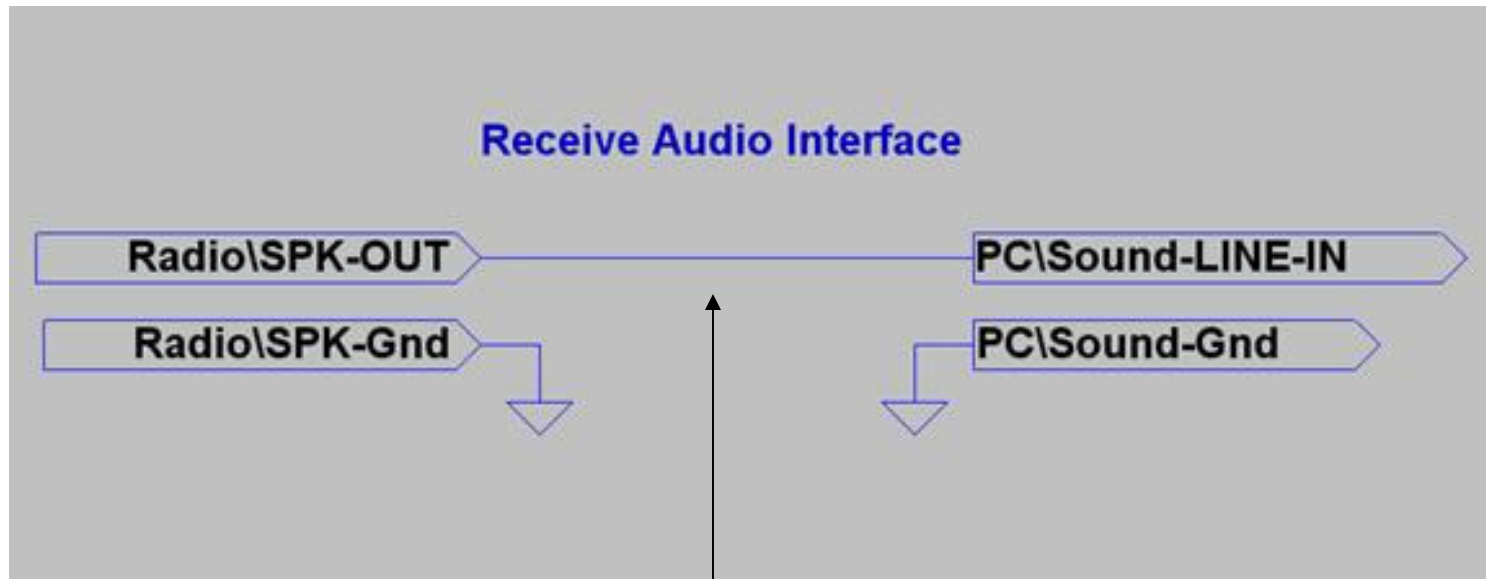 Receive Audio Interface
Radio\SPK-OUT
PC\Sound-LINE-IN
Radio\SPK-Gnd
PC\Sound-Gnd